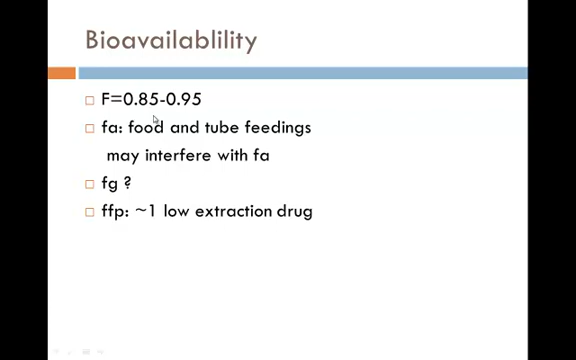 Bioavailablility
F=0.85-0.95
fa: food and tube feedings
may interfere with fa
fg ?
ffp: ~1 low extraction drug